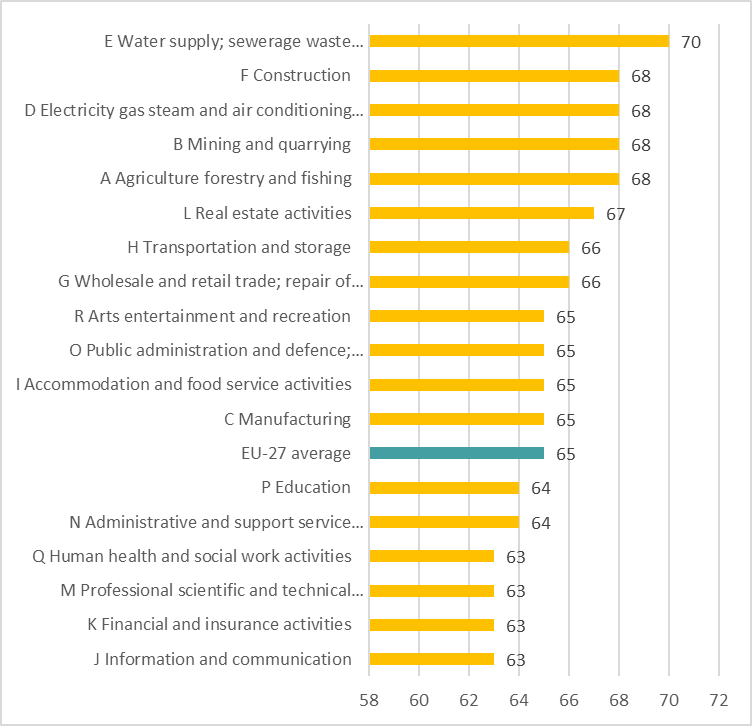 E Water supply; sewerage waste… 70
F Construction 68
D Electricity gas steam and air conditioning… 68
B Mining and quarrying 68
A Agriculture forestry and fishing 68
L Real estate activities 67
H Transportation and storage 66
G Wholesale and retail trade; repair of… 66
R Arts entertainment and recreation 65
O Public administration and defence;… 65
I Accommodation and food service activities 65
C Manufacturing 65
EU-27 average 65
P Education 64
N Administrative and support service… 64
Q Human health and social work activities 63
M Professional scientific and technical… 63
K Financial and insurance activities 63
J Information and communication 63
58 60 62 64 66 68 70 72